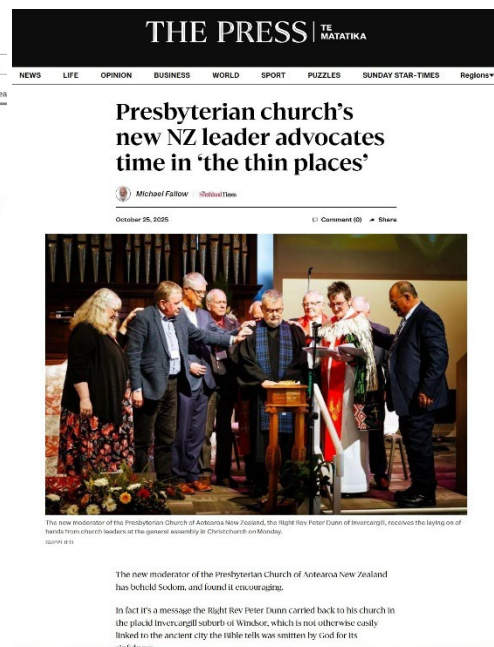 THE PRESS | TE
MATATIKA
NEWS LIFE OPINION BUSINESS WORLD SPORT PUZZLES SUNDAY STAR-TIMES Regions▾
Presbyterian church's
new NZ leader advocates
time in ‘the thin places’
Michael Fallow Southland Times
October 25, 2025 Comment (0) Share
The new moderator of the Presbyterian Church of Aotearoa New Zealand, the Right Rev Peter Dunn of Invercargill, receives the laying on of
hands from church leaders at the general assembly in Christchurch on Monday.
SUPPLIED
The new moderator of the Presbyterian Church of Aotearoa New Zealand
has beheld Sodom, and found it encouraging.
In fact it's a message the Right Rev Peter Dunn carried back to his church in
the placid Invercargill suburb of Windsor, which is not otherwise easily
linked to the ancient city the Bible tells was smitten by God for its